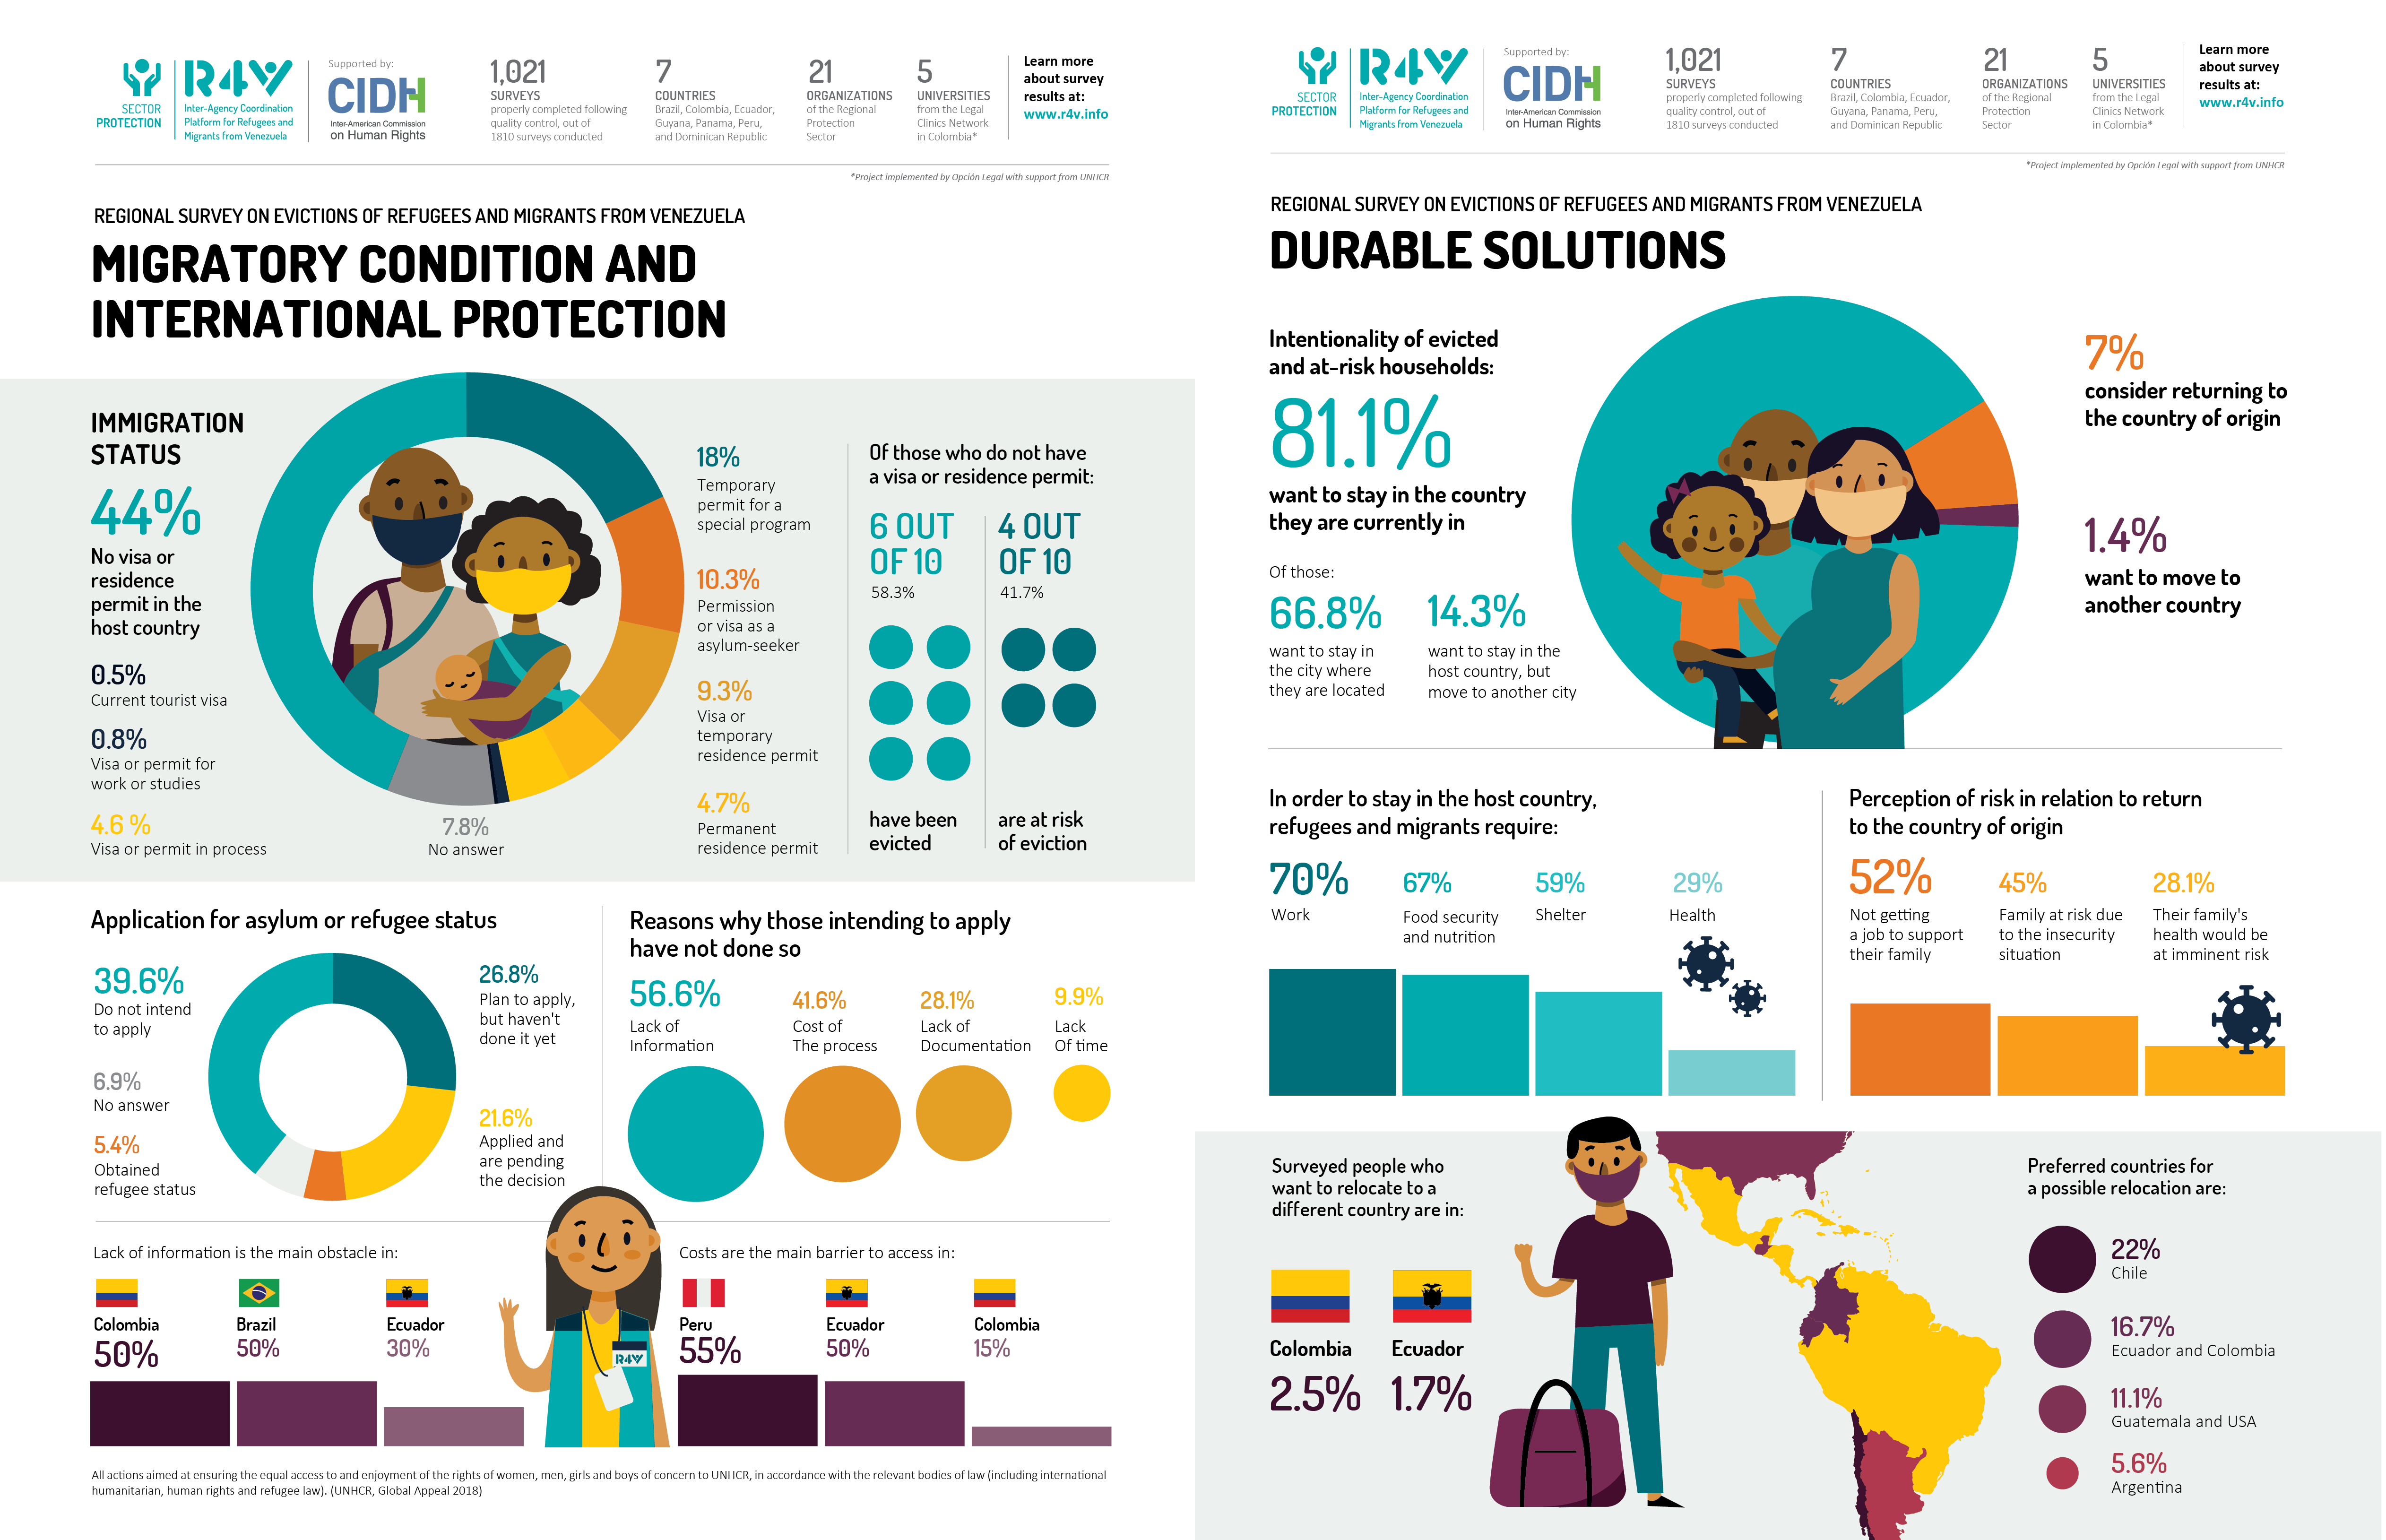 SECTOR
PROTECTION
R4V
Inter-Agency Coordination
Platform for Refugees and
Migrants from Venezuela
Supported by:
CIDH
Inter-American Commission
on Human Rights
1,021
SURVEYS
properly completed following
quality control, out of
1810 surveys conducted
7
COUNTRIES
Brazil, Colombia, Ecuador,
Guyana, Panama, Peru,
and Dominican Republic
21
ORGANIZATIONS
of the Regional
Protection
Sector
5
UNIVERSITIES
from the Legal
Clinics Network
in Colombia*
Learn more
about survey
results at:
www.r4v.info
*Project implemented by Opción Legal with support from UNHCR
REGIONAL SURVEY ON EVICTIONS OF REFUGEES AND MIGRANTS FROM VENEZUELA
MIGRATORY CONDITION AND
INTERNATIONAL PROTECTION
IMMIGRATION
STATUS
44%
No visa or
residence
permit in the
host country
0.5%
Current tourist visa
0.8%
Visa or permit for
work or studies
4.6 %
Visa or permit in process
7.8%
No answer
18%
Temporary
permit for a
special program
10.3%
Permission
or visa as a
asylum-seeker
9.3%
Visa or
temporary
residence permit
4.7%
Permanent
residence permit
Of those who do not have
a visa or residence permit:
6 OUT
OF 10
58.3%
have been
evicted
4 OUT
OF 10
41.7%
are at risk
of eviction
Application for asylum or refugee status
39.6%
Do not intend
to apply
6.9%
No answer
5.4%
Obtained
refugee status
26.8%
Plan to apply,
but haven't
done it yet
21.6%
Applied and
are pending
the decision
Reasons why those intending to apply
have not done so
56.6%
Lack of
Information
41.6%
Cost of
The process
28.1%
Lack of
Documentation
9.9%
Lack
Of time
Lack of information is the main obstacle in:
Colombia
50%
Brazil
50%
Ecuador
30%
R4V
Costs are the main barrier to access in:
Peru
55%
Ecuador
50%
Colombia
15%
All actions aimed at ensuring the equal access to and enjoyment of the rights of women, men, girls and boys of concern to UNHCR, in accordance with the relevant bodies of law (including international
humanitarian, human rights and refugee law). (UNHCR, Global Appeal 2018)
SECTOR
PROTECTION
R4V
Inter-Agency Coordination
Platform for Refugees and
Migrants from Venezuela
Supported by:
CIDH
Inter-American Commission
on Human Rights
1,021
SURVEYS
properly completed following
quality control, out of
1810 surveys conducted
7
COUNTRIES
Brazil, Colombia, Ecuador,
Guyana, Panama, Peru,
and Dominican Republic
21
ORGANIZATIONS
of the Regional
Protection
Sector
5
UNIVERSITIES
from the Legal
Clinics Network
in Colombia*
Learn more
about survey
results at:
www.r4v.info
*Project implemented by Opción Legal with support from UNHCR
REGIONAL SURVEY ON EVICTIONS OF REFUGEES AND MIGRANTS FROM VENEZUELA
DURABLE SOLUTIONS
Intentionality of evicted
and at-risk households:
81.1%
want to stay in the country
they are currently in
Of those:
66.8%
want to stay in
the city where
they are located
14.3%
want to stay in the
host country, but
move to another city
7%
consider returning to
the country of origin
1.4%
want to move to
another country
In order to stay in the host country,
refugees and migrants require:
70%
Work
67%
Food security
and nutrition
59%
Shelter
29%
Health
Perception of risk in relation to return
to the country of origin
52%
Not getting
a job to support
their family
45%
Family at risk due
to the insecurity
situation
28.1%
Their family's
health would be
at imminent risk
Surveyed people who
want to relocate to a
different country are in:
Colombia
2.5%
Ecuador
1.7%
Preferred countries for
a possible relocation are:
22%
Chile
16.7%
Ecuador and Colombia
11.1%
Guatemala and USA
5.6%
Argentina